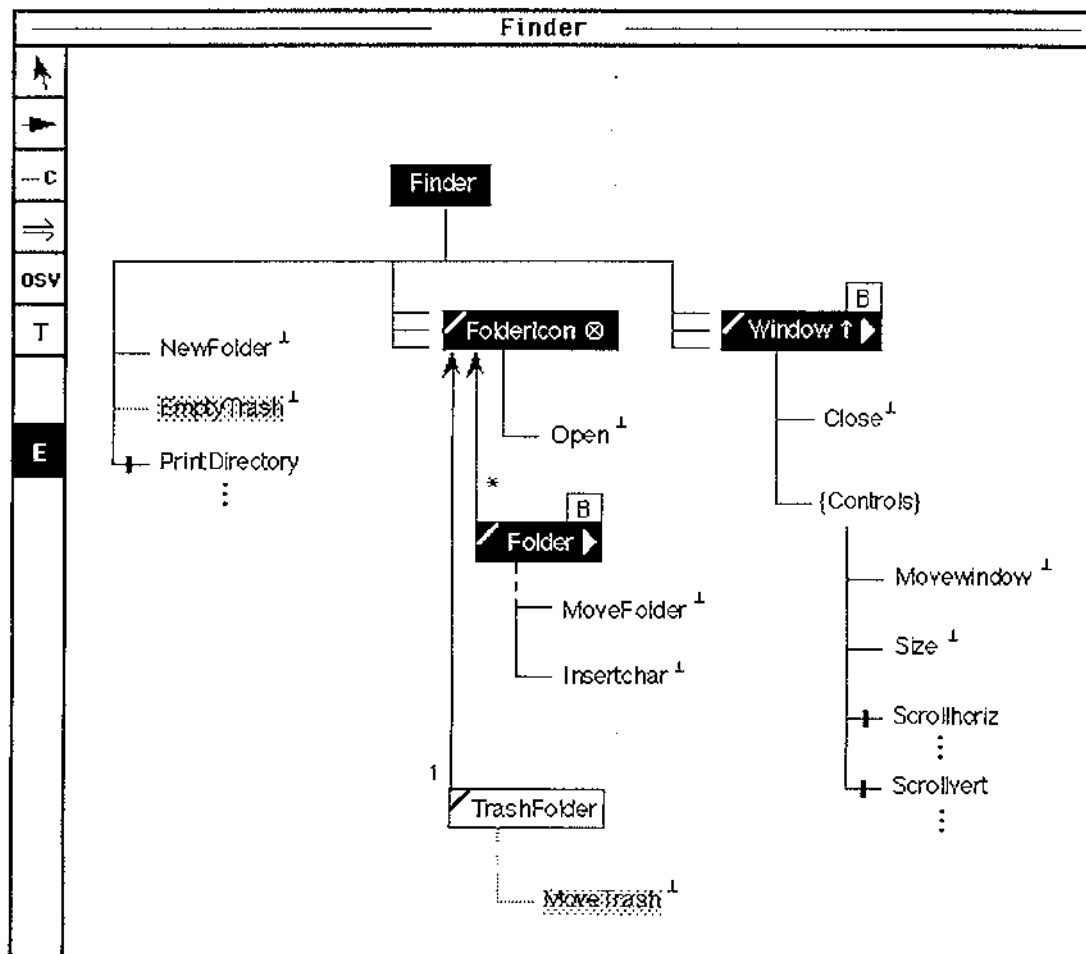 Finder
C
OSV
T
E
Finder
NewFolder ⊥
EmptyTrash ⊥
PrintDirectory
FolderIcon ⊗
Open ⊥
*
B
Folder
MoveFolder ⊥
Insertchar ⊥
1
TrashFolder
MoveTrash ⊥
B
Window ↑
Close ⊥
{Controls}
Movewindow ⊥
Size ⊥
Scrollhoriz
Scrollvert